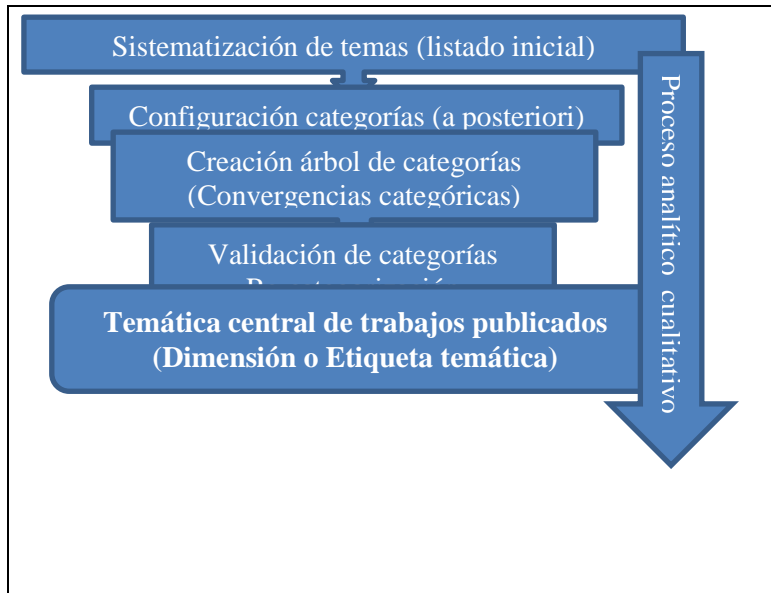 Sistematización de temas (listado inicial)
Configuración categorías (a posteriori)
Creación árbol de categorías
(Convergencias categóricas)
Validación de categorías
Temática central de trabajos publicados
(Dimensión o Etiqueta temática)
Proceso analítico cualitativo